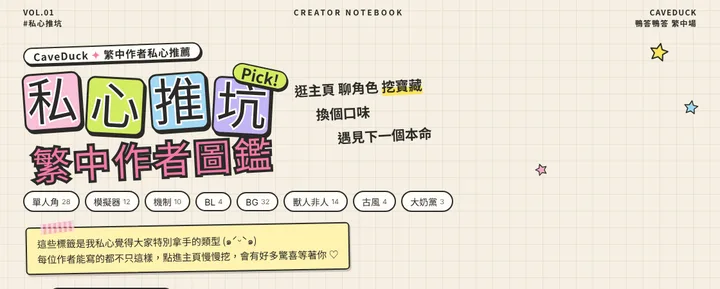 VOL.01
#私心推坑
CREATOR NOTEBOOK
CAVEDUCK
鴨答鴨答 繁中場
CaveDuck ✦ 繁中作者私心推薦
Pick!
私心推坑
繁中作者圖鑑
逛主頁 聊角色 挖寶藏
換個口味
遇見下一個本命
單人角 28 模擬器 12 機制 10 BL 4 BG 32 獸人非人 14 古風 4 大奶黨 3
這些標籤是我私心覺得大家特別拿手的類型 (๑˘ᵕ˘๑)
每位作者能寫的都不只這樣，點進主頁慢慢挖，會有好多驚喜等著你 ♡